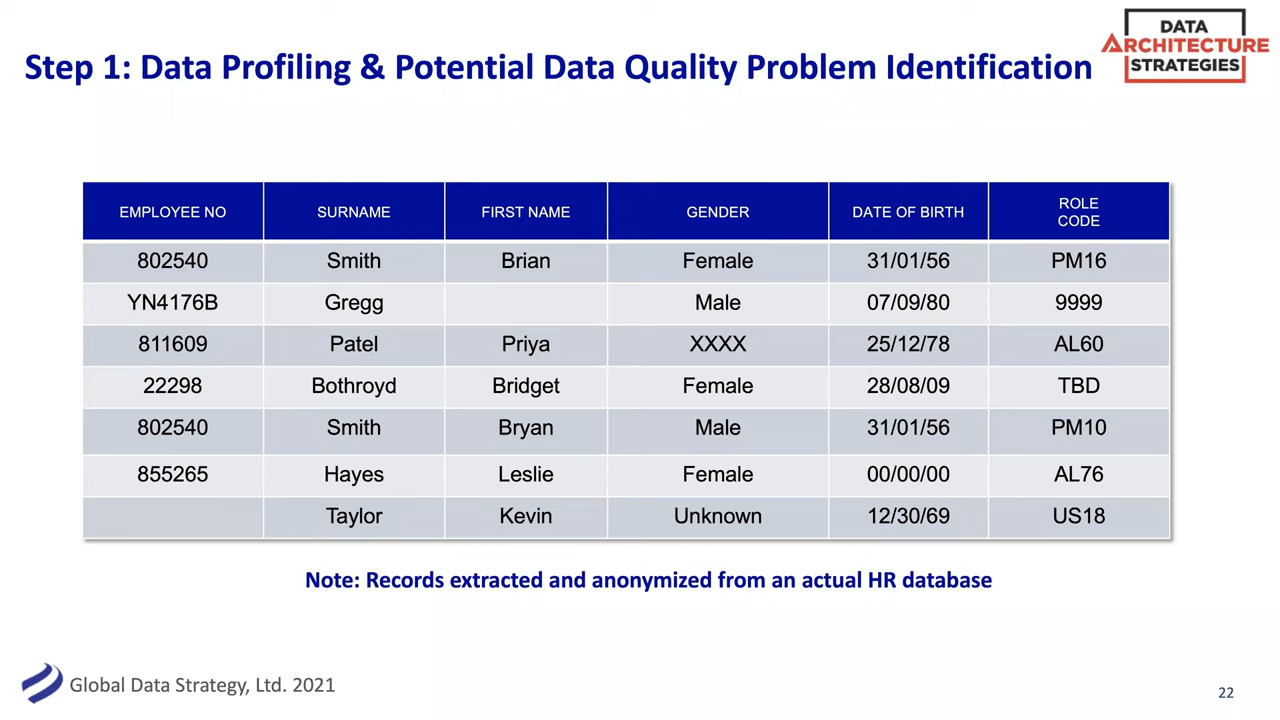 DATA
ARCHITECTURE
STRATEGIES
Step 1: Data Profiling & Potential Data Quality Problem Identification
EMPLOYEE NO SURNAME FIRST NAME GENDER DATE OF BIRTH ROLE CODE
802540 Smith Brian Female 31/01/56 PM16
YN4176B Gregg Male 07/09/80 9999
811609 Patel Priya XXXX 25/12/78 AL60
22298 Bothroyd Bridget Female 28/08/09 TBD
802540 Smith Bryan Male 31/01/56 PM10
855265 Hayes Leslie Female 00/00/00 AL76
Taylor Kevin Unknown 12/30/69 US18
Note: Records extracted and anonymized from an actual HR database
Global Data Strategy, Ltd. 2021
22